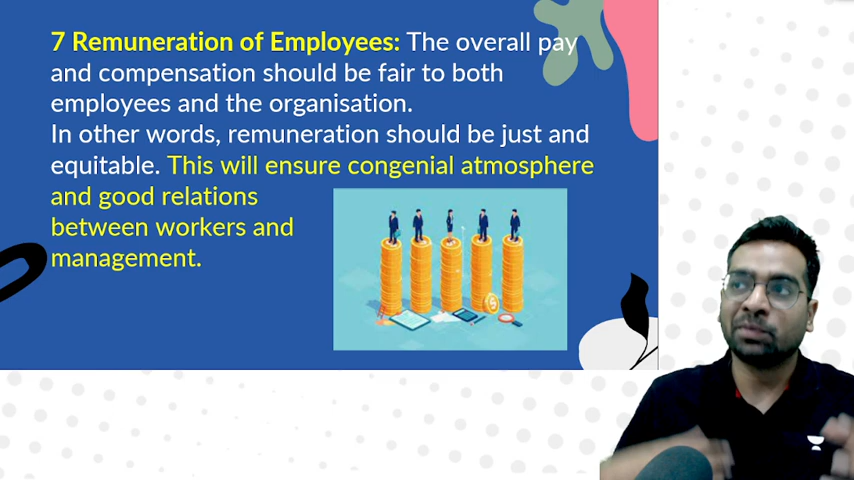 7 Remuneration of Employees: The overall pay
and compensation should be fair to both
employees and the organisation.
In other words, remuneration should be just and
equitable. This will ensure congenial atmosphere
and good relations
between workers and
management.